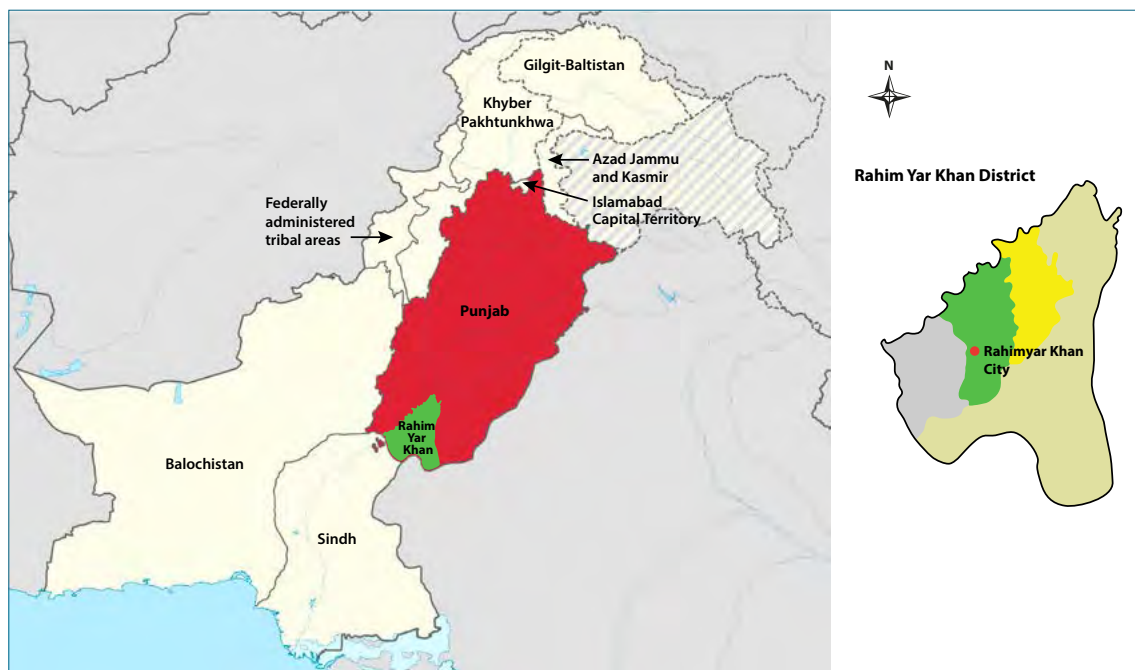 Gilgit-Baltistan
Khyber
Pakhtunkhwa
Azad Jammu
and Kasmir
Islamabad
Capital Territory
Federally
administered
tribal areas
Punjab
Rahim
Yar
Khan
Balochistan
Sindh
N
Rahim Yar Khan District
Rahimyar Khan
City